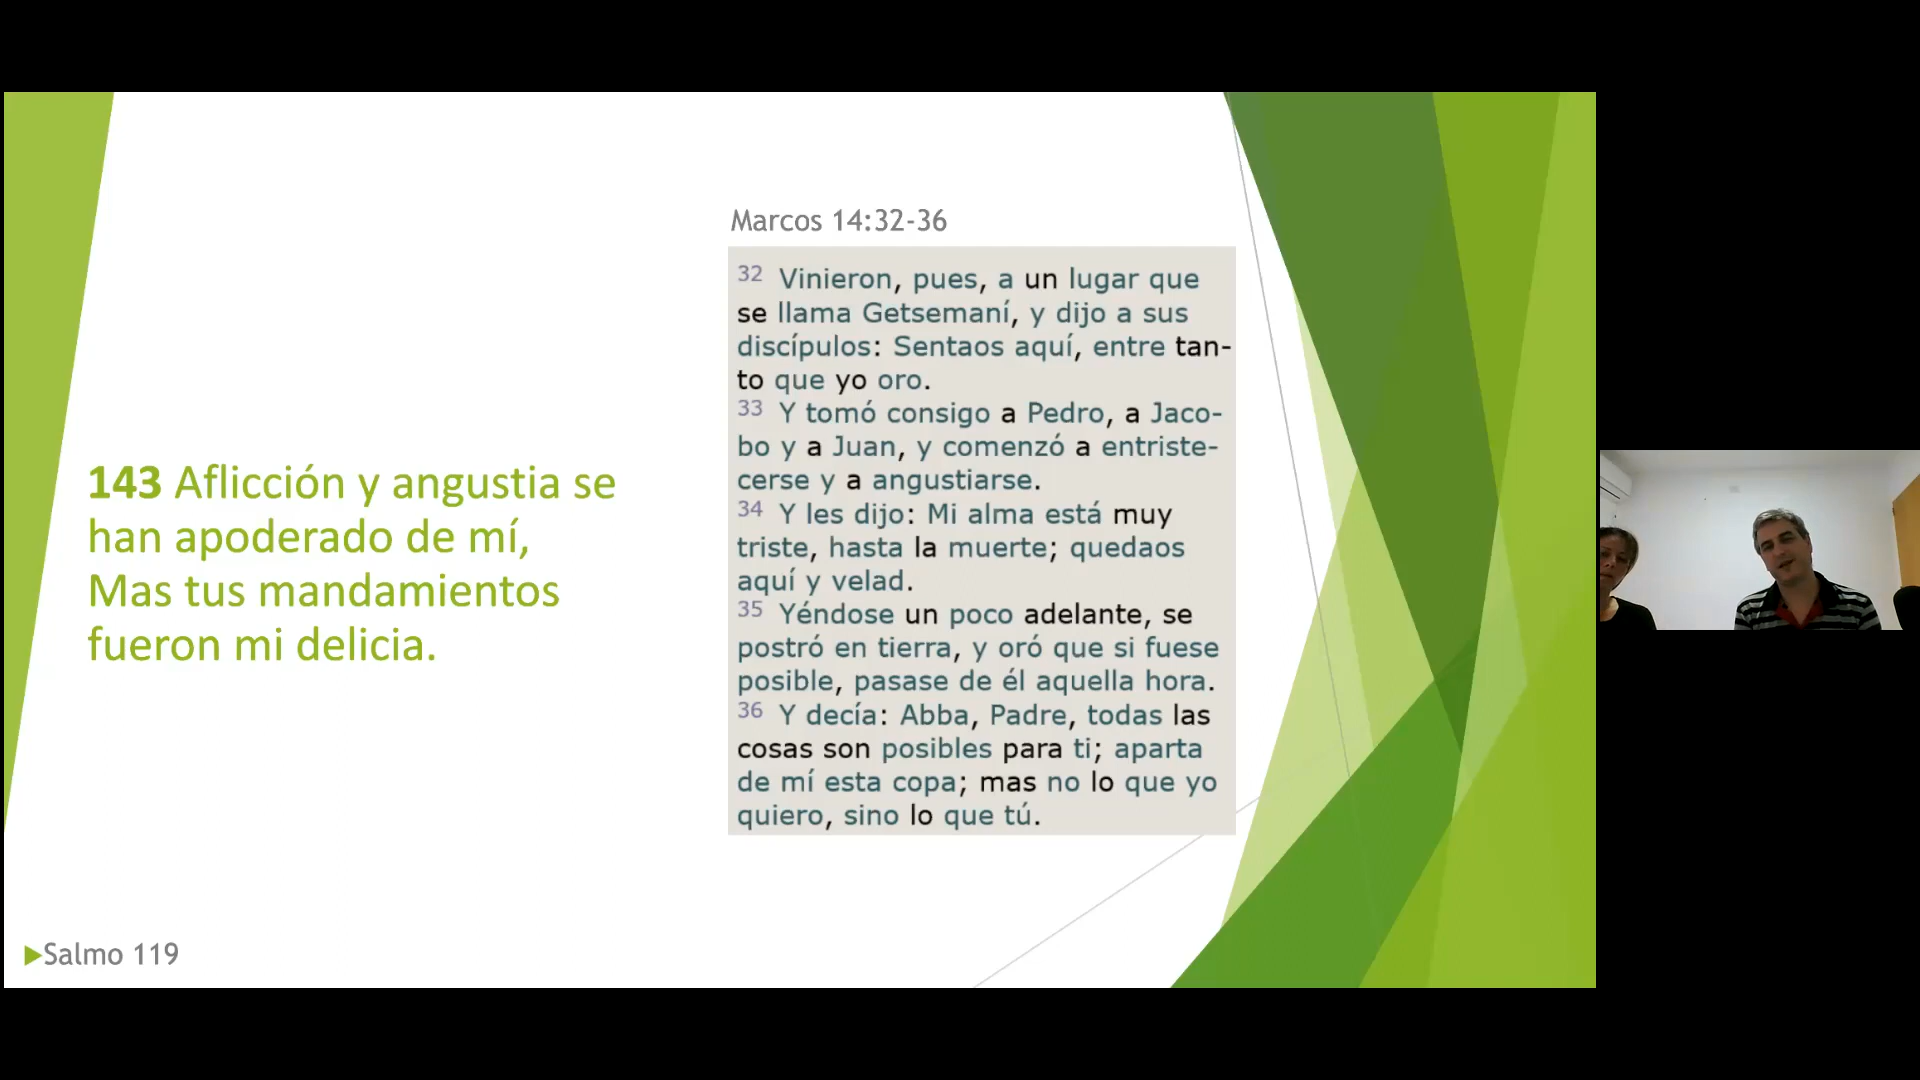 143 Aflicción y angustia se
han apoderado de mí,
Mas tus mandamientos
fueron mi delicia.
Marcos 14:32-36
32 Vinieron, pues, a un lugar que
se llama Getsemaní, y dijo a sus
discípulos: Sentaos aquí, entre tan-
to que yo oro.
33 Y tomó consigo a Pedro, a Jaco-
bo y a Juan, y comenzó a entriste-
cerse y a angustiarse.
34 Y les dijo: Mi alma está muy
triste, hasta la muerte; quedaos
aquí y velad.
35 Yéndose un poco adelante, se
postró en tierra, y oró que si fuese
posible, pasase de él aquella hora.
36 Y decía: Abba, Padre, todas las
cosas son posibles para ti; aparta
de mí esta copa; mas no lo que yo
quiero, sino lo que tú.
Salmo 119